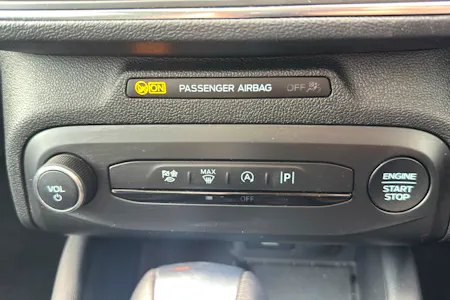 ON PASSENGER AIRBAG OFF
MAX
A
P
VOL
OFF
ENGINE
START
STOP